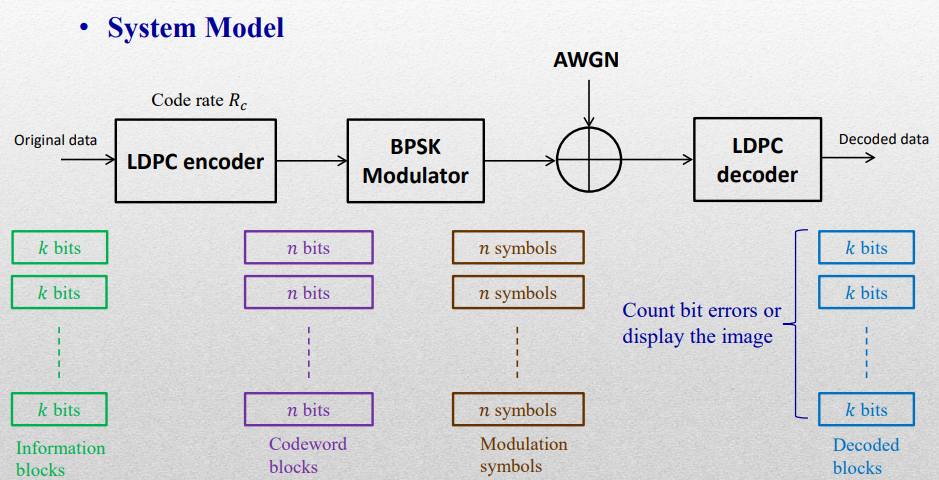 • System Model
AWGN
Code rate R_c
Original data
LDPC encoder
BPSK
Modulator
LDPC
decoder
Decoded data
k bits
n bits
n symbols
k bits
k bits
n bits
n symbols
k bits
Count bit errors or
display the image
k bits
n bits
n symbols
k bits
Information
blocks
Codeword
blocks
Modulation
symbols
Decoded
blocks